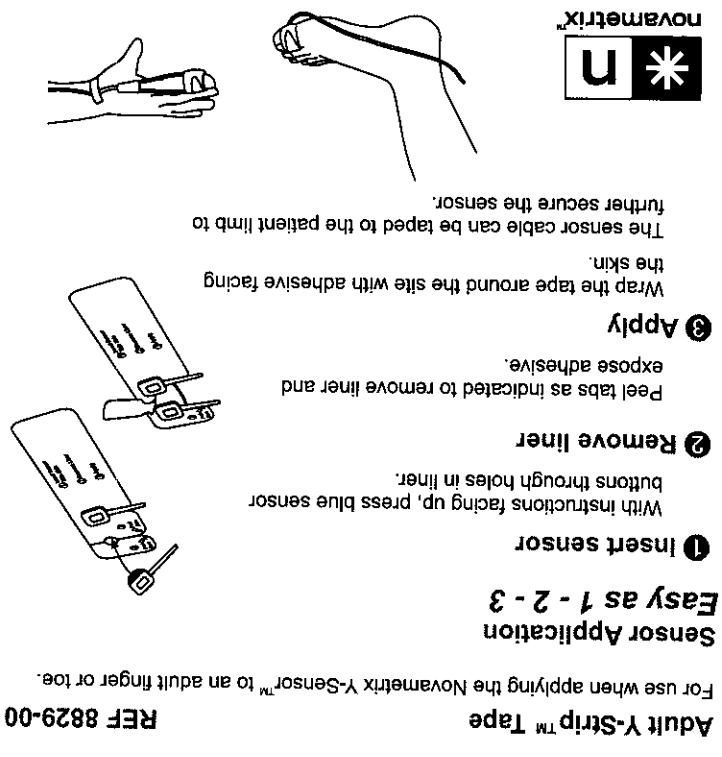 Adult Y-Strip™ Tape REF 8829-00
For use when applying the Novametrix Y-Sensor™ to an adult finger or toe.
Sensor Application
Easy as 1 - 2 - 3
1 Insert sensor
With instructions facing up, press blue sensor
buttons through holes in liner.
2 Remove liner
Peel tabs as indicated to remove liner and
expose adhesive.
3 Apply
Wrap the tape around the site with adhesive facing
the skin.
The sensor cable can be taped to the patient limb to
further secure the sensor.
n
novametrix™